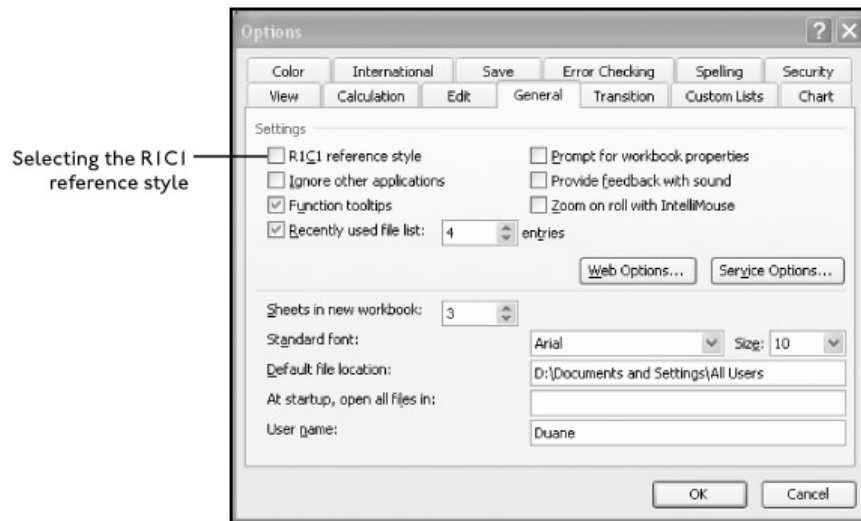 Options
Color International Save Error Checking Spelling Security
View Calculation Edit General Transition Custom Lists Chart
Settings
Selecting the R1C1
reference style
R1C1 reference style Prompt for workbook properties
Ignore other applications Provide feedback with sound
Function tooltips Zoom on roll with IntelliMouse
Recently used file list: 4 entries
Web Options... Service Options...
Sheets in new workbook: 3
Standard font: Arial Size: 10
Default file location: D:\Documents and Settings\All Users
At startup, open all files in:
User name: Duane
OK Cancel